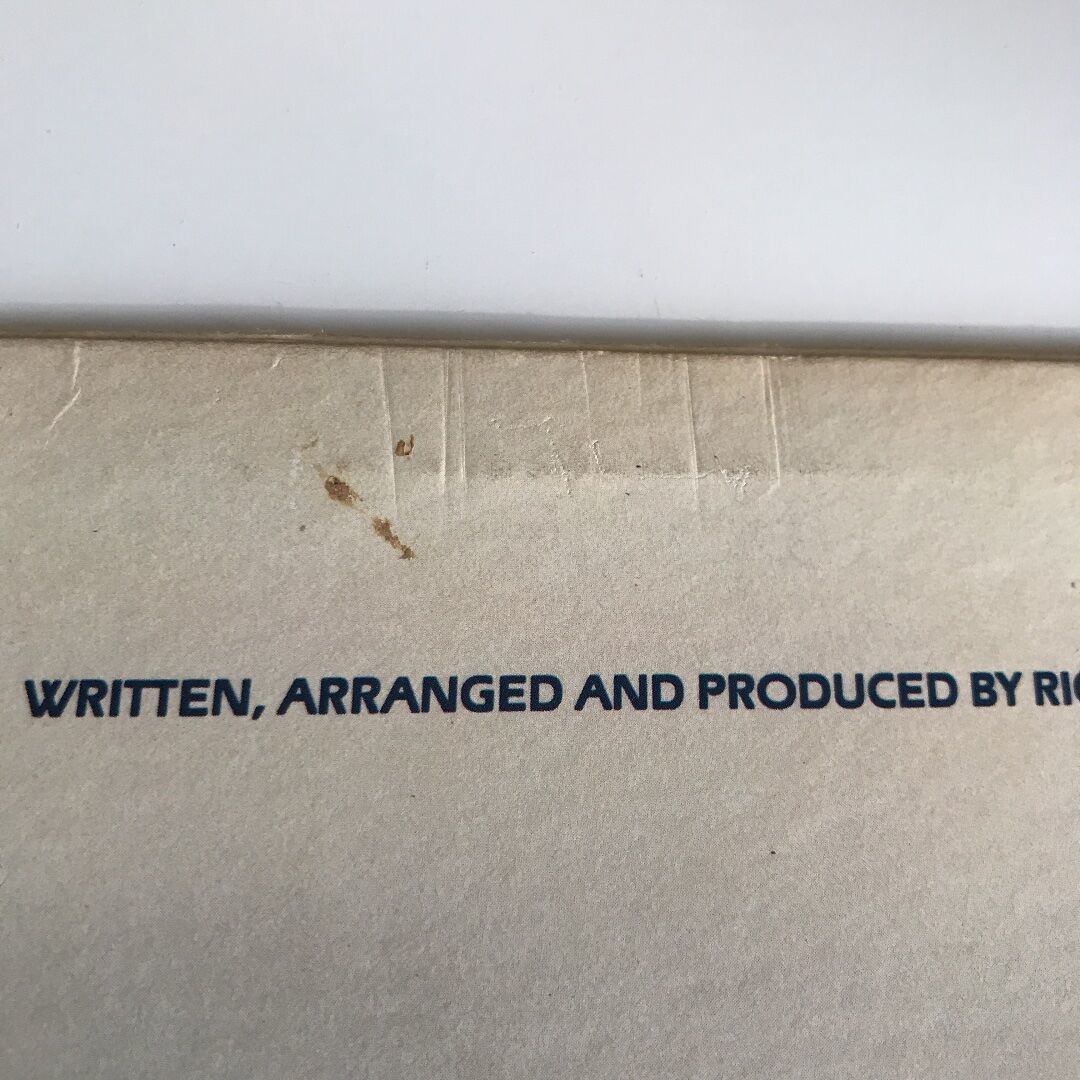 WRITTEN, ARRANGED AND PRODUCED BY